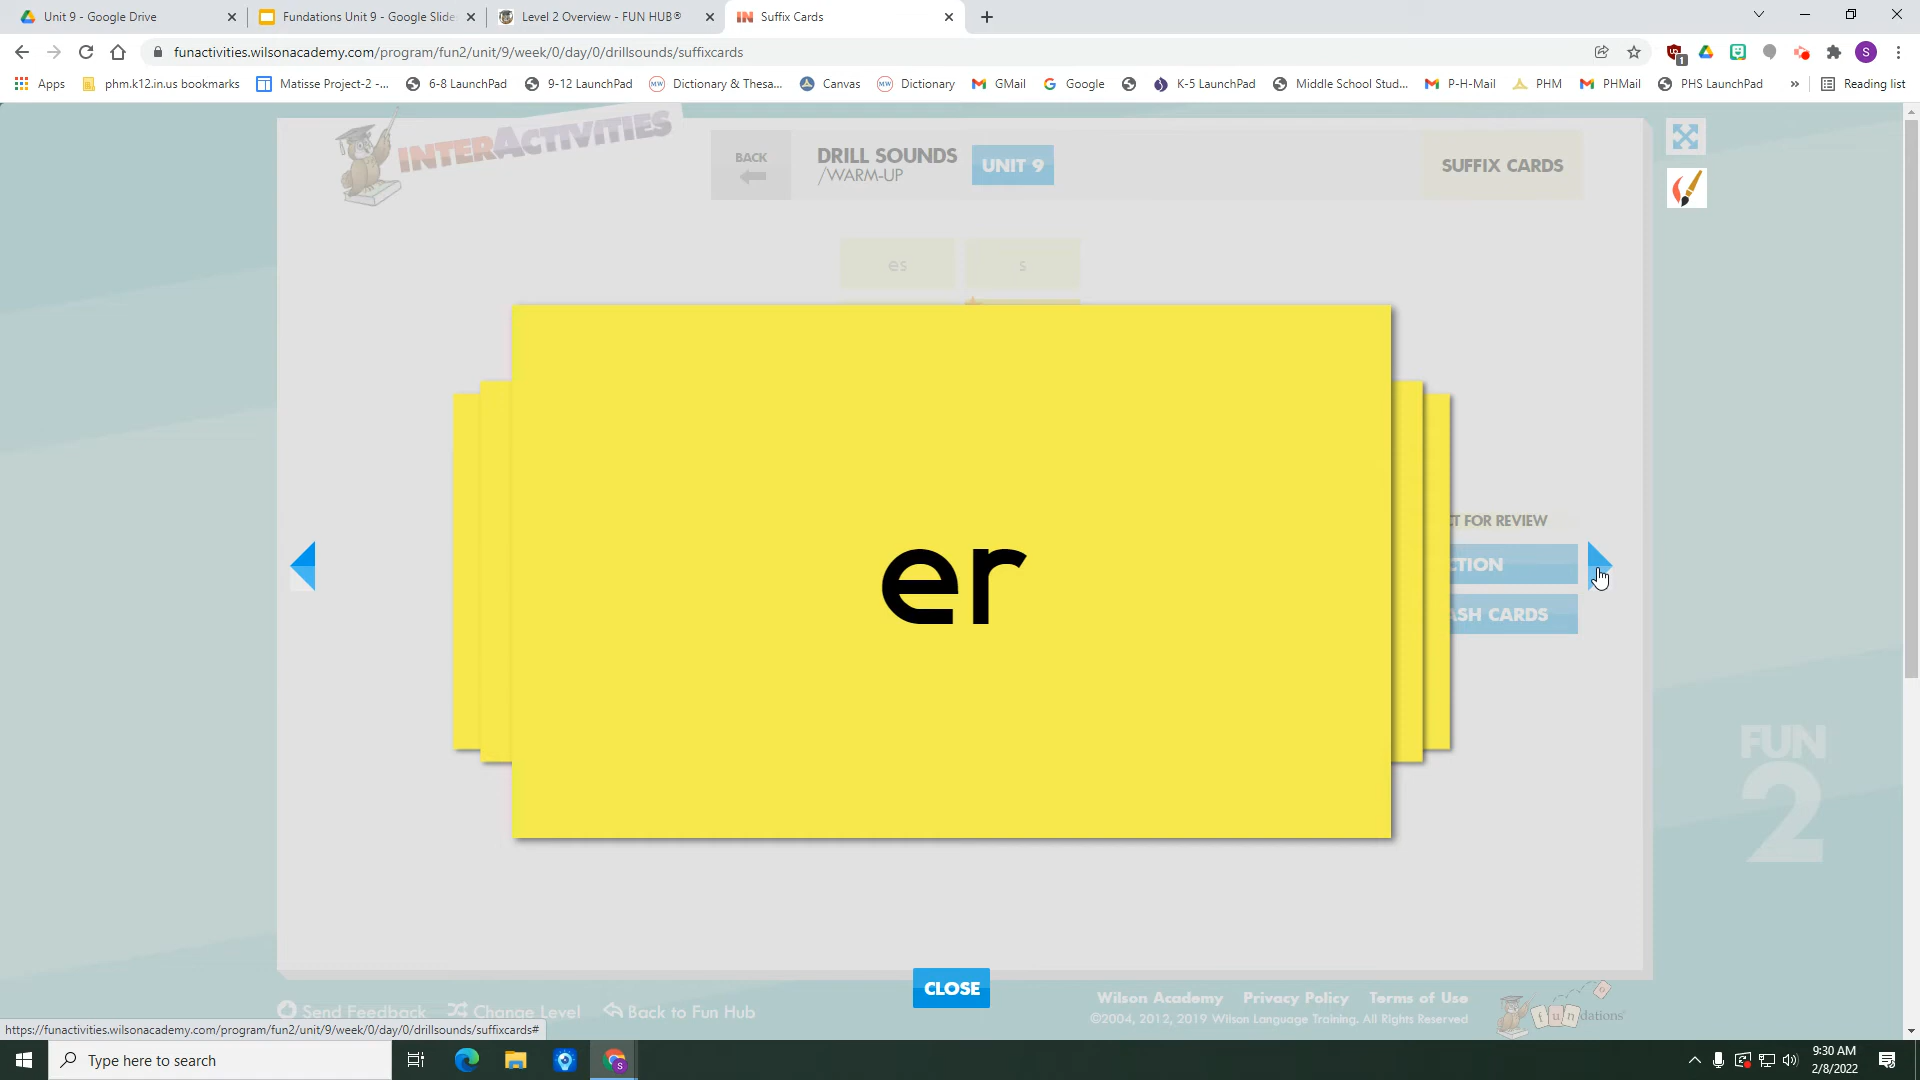 Unit 9 - Google Drive
Fundations Unit 9 - Google Slide
Level 2 Overview - FUN HUB®
IN Suffix Cards
funactivities.wilsonacademy.com/program/fun2/unit/9/week/0/day/0/drillsounds/suffixcards
1
S
Apps
phm.k12.in.us bookmarks
Matisse Project-2 -...
6-8 LaunchPad
9-12 LaunchPad
Dictionary & Thesa...
Canvas
Dictionary
GMail
Google
K-5 LaunchPad
Middle School Stud...
P-H-Mail
PHM
PHMail
PHS LaunchPad
»
Reading list
INTERACTIVITIES
BACK
DRILL SOUNDS
/WARM-UP
UNIT 9
SUFFIX CARDS
es
s
er
CT FOR REVIEW
CTION
ASH CARDS
FUN
2
CLOSE
Send Feedback
Change Level
Back to Fun Hub
Wilson Academy
Privacy Policy
Terms of Use
©2004, 2012, 2019 Wilson Language Training. All Rights Reserved
fundations
https://funactivities.wilsonacademy.com/program/fun2/unit/9/week/0/day/0/drillsounds/suffixcards#
Type here to search
9:30 AM
2/8/2022